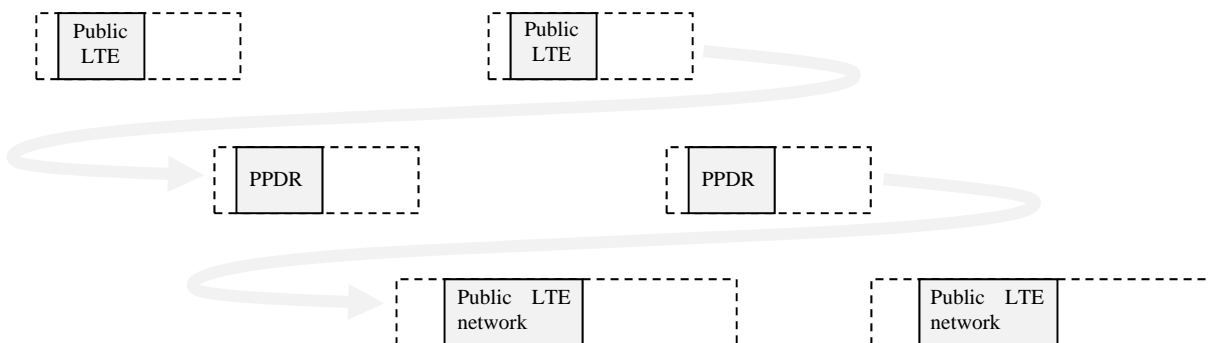 Public
LTE
Public
LTE
PPDR
PPDR
Public LTE
network
Public LTE
network